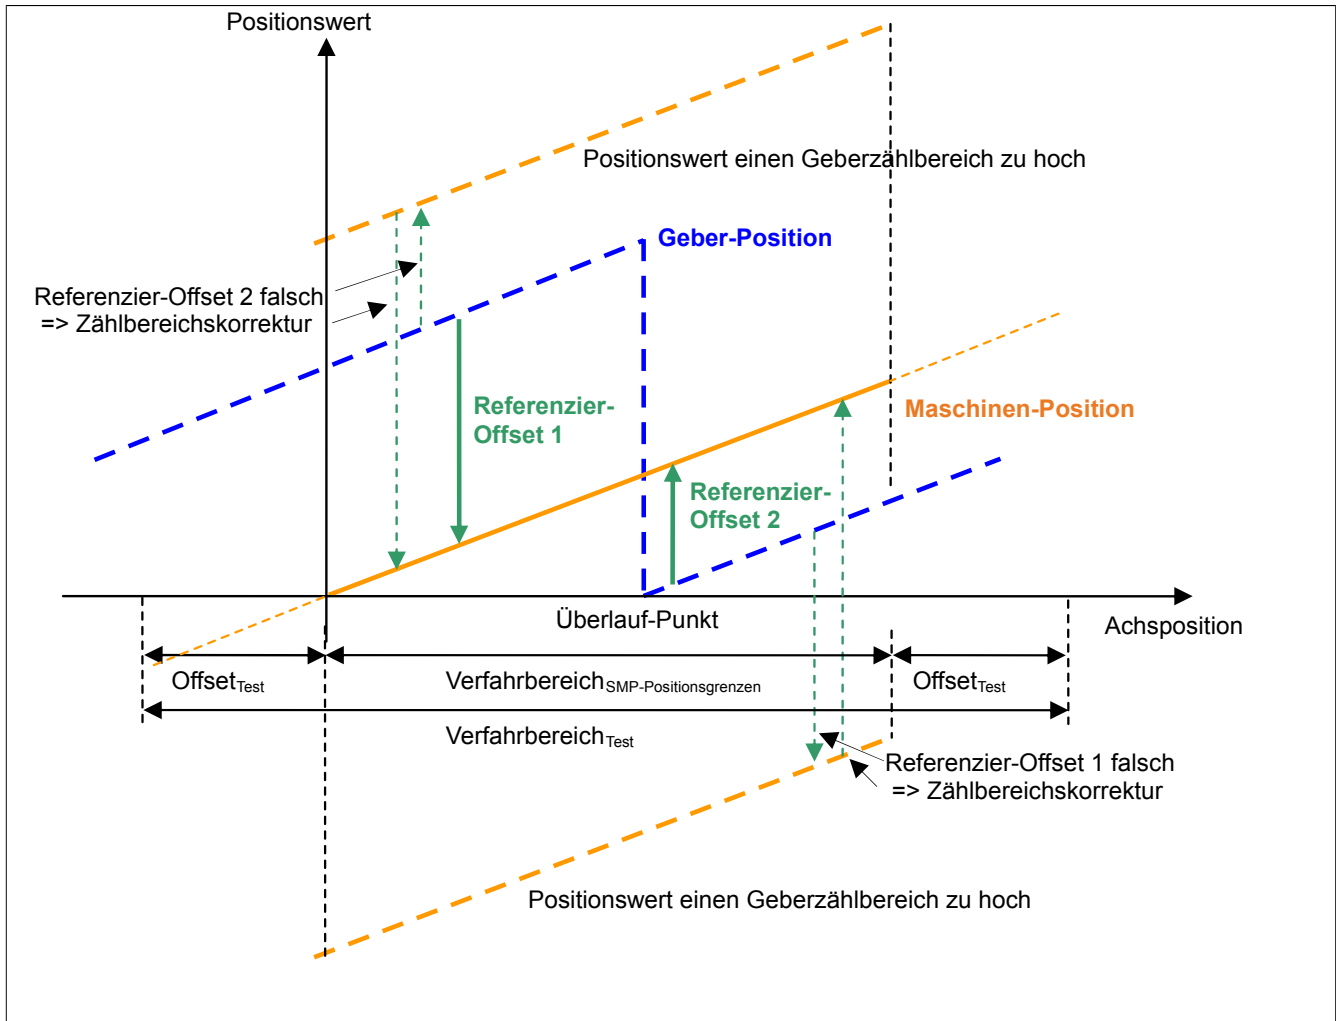 Positionswert
Positionswert einen Geberzählbereich zu hoch
Geber-Position
Referenzier-Offset 2 falsch
=> Zählbereichskorrektur
Referenzier-
Offset 1
Maschinen-Position
Referenzier-
Offset 2
Überlauf-Punkt
Achsposition
OffsetTest
VerfahrbereichSMP-Positionsgrenzen
OffsetTest
VerfahrbereichTest
Referenzier-Offset 1 falsch
=> Zählbereichskorrektur
Positionswert einen Geberzählbereich zu hoch